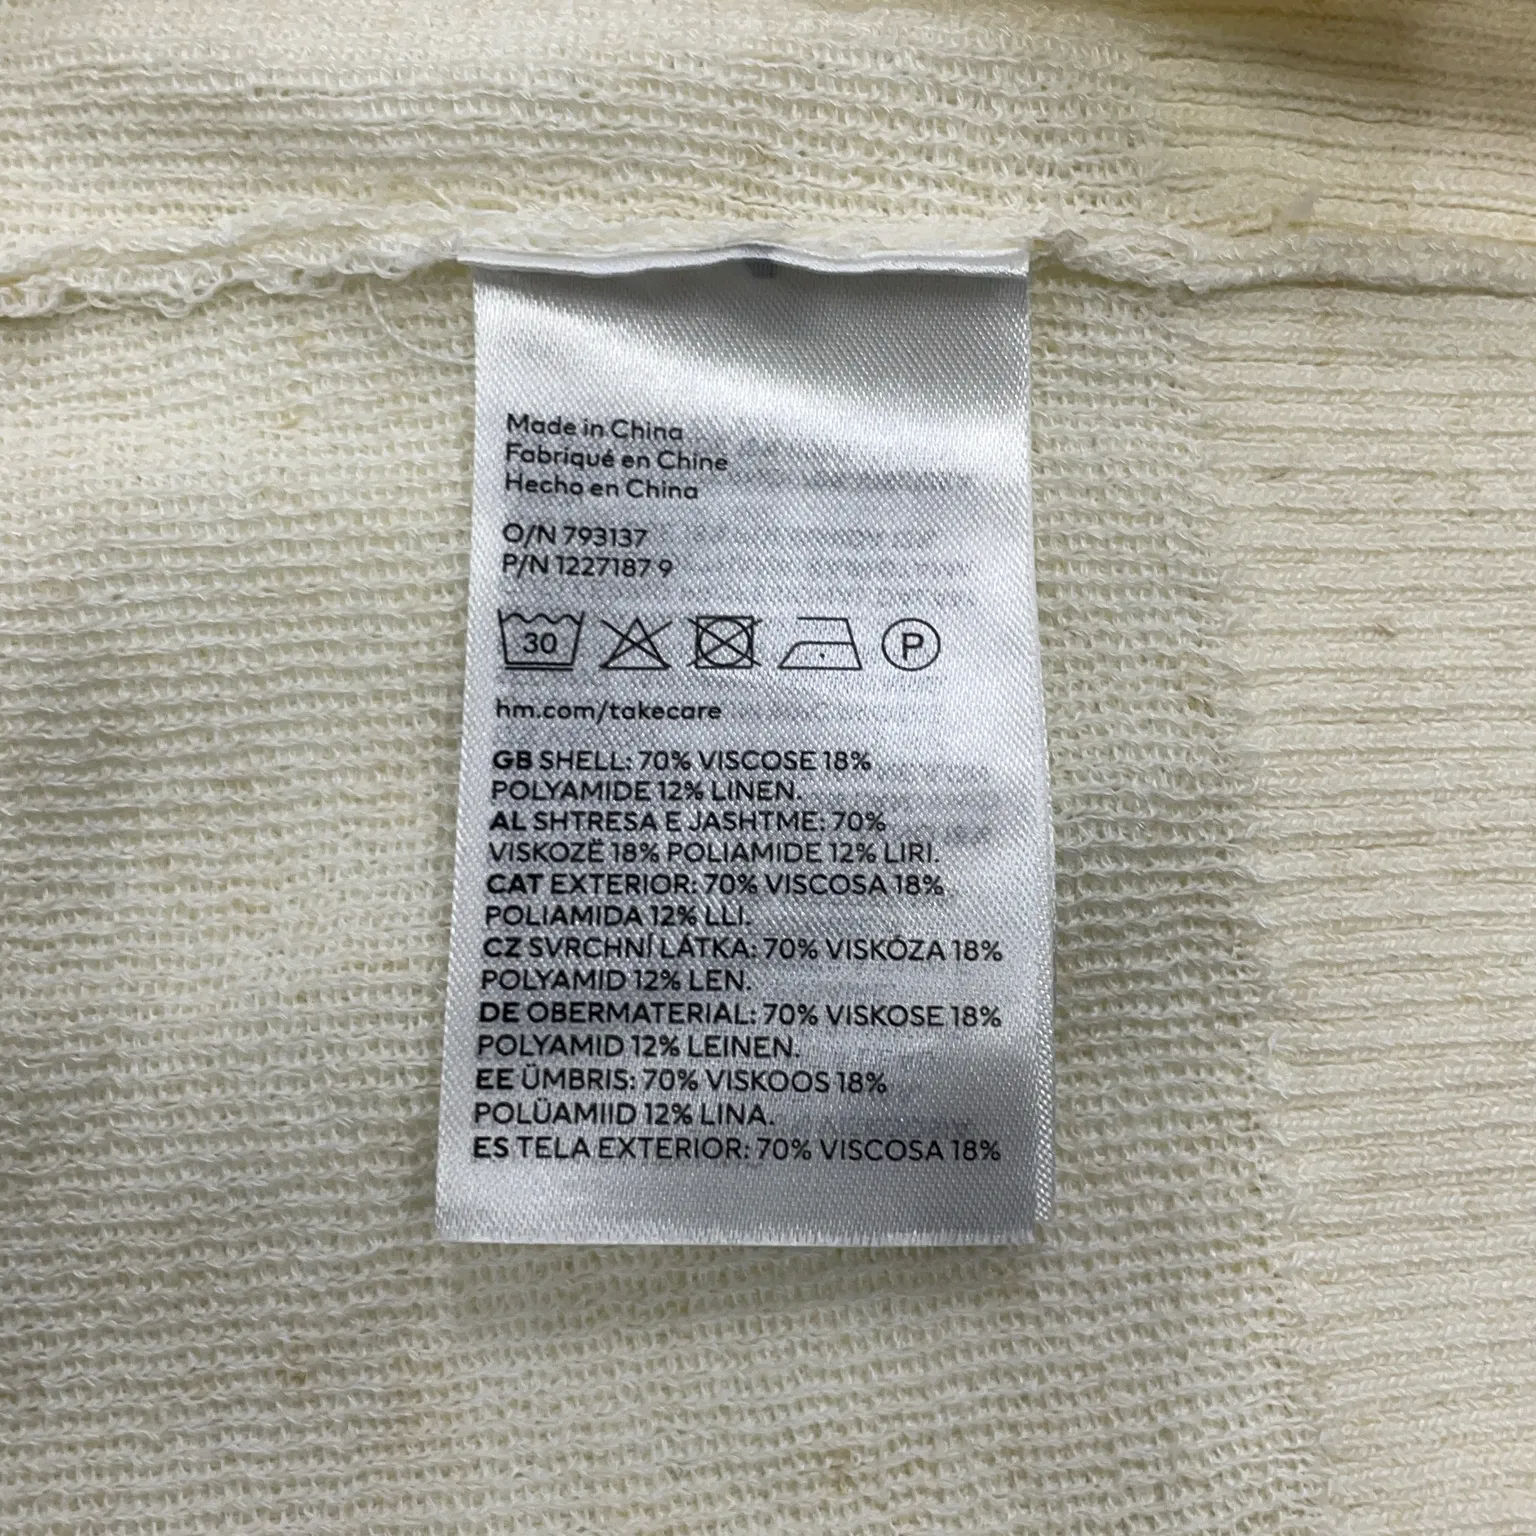 Made in China
Fabriqué en Chine
Hecho en China
O/N 793137
P/N 1227187 9
30 P
hm.com/takecare
GB SHELL: 70% VISCOSE 18%
POLYAMIDE 12% LINEN.
AL SHTRESA E JASHTME: 70%
VISKOZË 18% POLIAMIDE 12% LIRI.
CAT EXTERIOR: 70% VISCOSA 18%
POLIAMIDA 12% LLI.
CZ SVRCHNÍ LÁTKA: 70% VISKÓZA 18%
POLYAMID 12% LEN.
DE OBERMATERIAL: 70% VISKOSE 18%
POLYAMID 12% LEINEN.
EE ÜMBRIS: 70% VISKOOS 18%
POLÜAMIID 12% LINA.
ES TELA EXTERIOR: 70% VISCOSA 18%